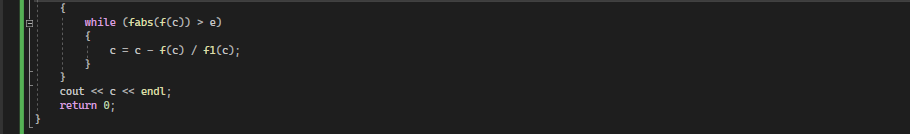 {
while (fabs(f(c)) > e)
{
c = c - f(c) / f1(c);
}
}
cout << c << endl;
return 0;
}